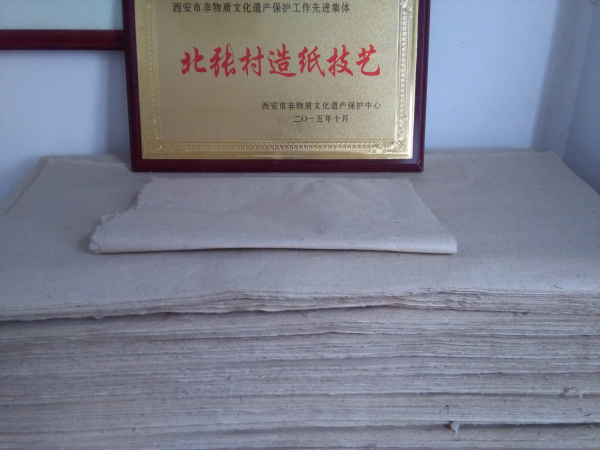 西安市非物质文化遗产保护工作先进集体
北张村造纸技艺
西安市非物质文化遗产保护中心
二〇一五年十月